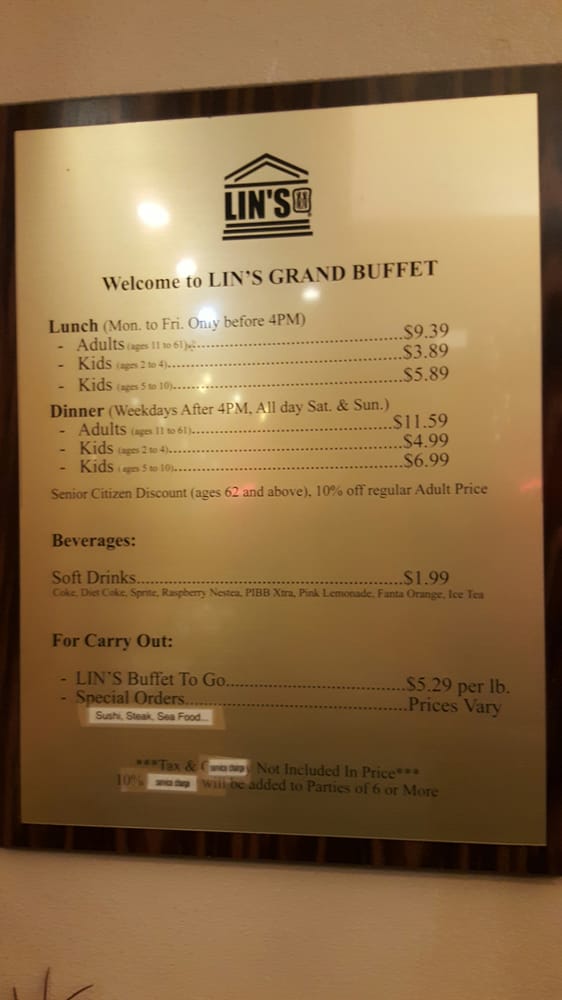 LIN'S
Welcome to LIN'S GRAND BUFFET
Lunch (Mon. to Fri. Only before 4PM)
- Adults (ages 11 to 61)........................................$9.39
- Kids (ages 2 to 4)........................................$3.89
- Kids (ages 5 to 10)........................................$5.89
Dinner (Weekdays After 4PM, All day Sat. & Sun.)
- Adults (ages 11 to 61)........................................$11.59
- Kids (ages 2 to 4)........................................$4.99
- Kids (ages 5 to 10)........................................$6.99
Senior Citizen Discount (ages 62 and above), 10% off regular Adult Price
Beverages:
Soft Drinks........................................$1.99
Coke, Diet Coke, Sprite, Raspberry Nestea, PIBB Xtra, Pink Lemonade, Fanta Orange, Ice Tea
For Carry Out:
- LIN'S Buffet To Go........................................$5.29 per lb.
- Special Orders........................................Prices Vary
Sushi, Steak, Sea Food...
***Tax & service charge Not Included In Price***
10% service charge will be added to Parties of 6 or More